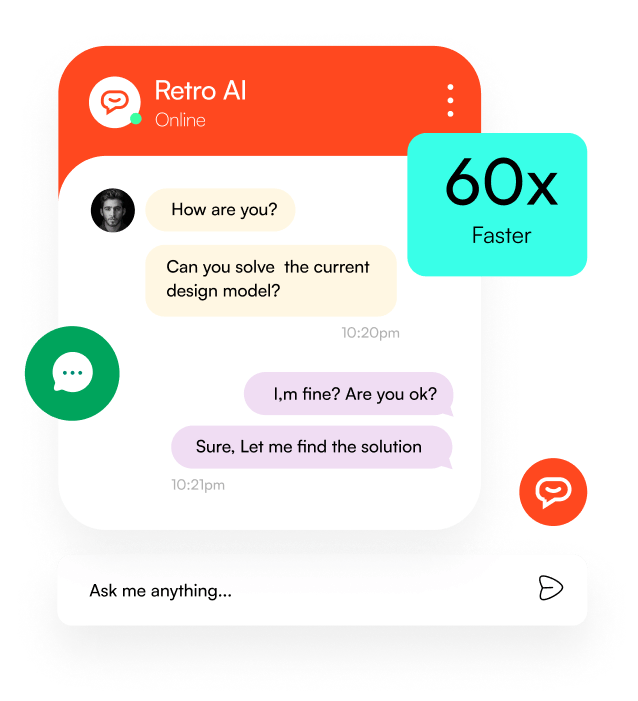 Retro AI
Online
60x
Faster
How are you?
Can you solve  the current
design model?
10:20pm
I,m fine? Are you ok?
Sure, Let me find the solution
10:21pm
Ask me anything...